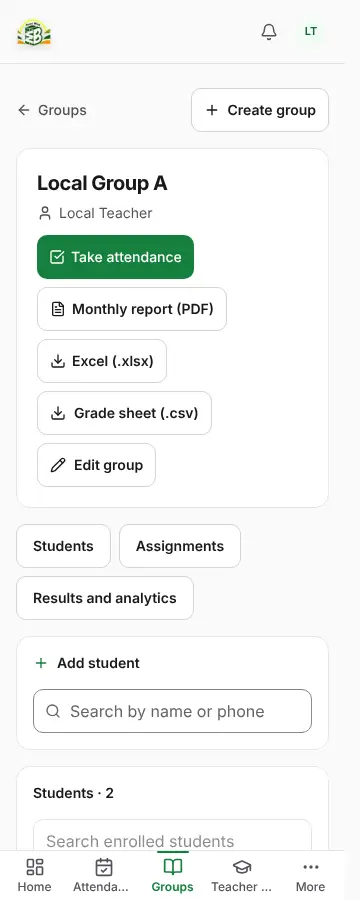 LT
Groups
Create group
Local Group A
Local Teacher
Take attendance
Monthly report (PDF)
Excel (.xlsx)
Grade sheet (.csv)
Edit group
Students
Assignments
Results and analytics
Add student
Search by name or phone
Students · 2
Search enrolled students
Home
Attenda...
Groups
Teacher ...
More